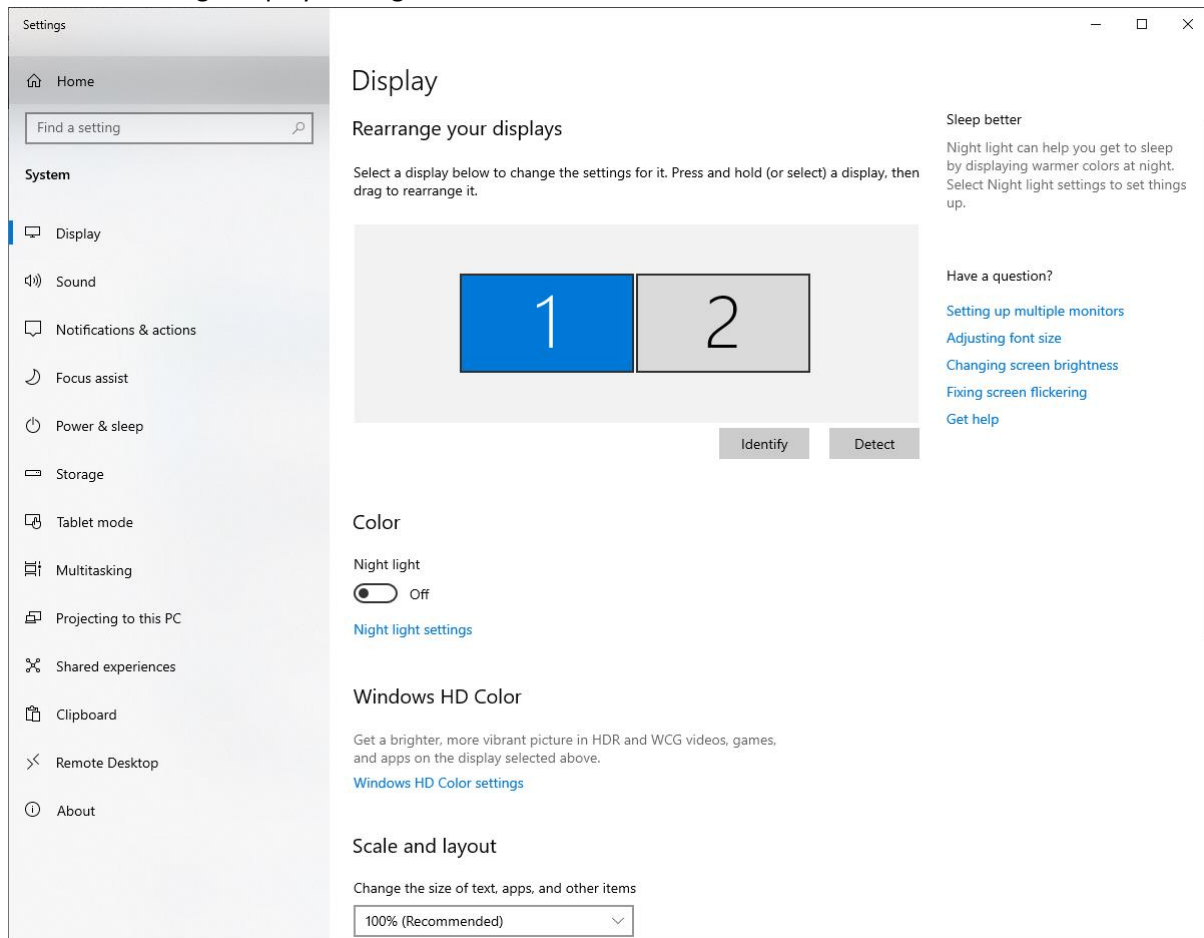 Settings
Home
Find a setting
System
Display
Sound
Notifications & actions
Focus assist
Power & sleep
Storage
Tablet mode
Multitasking
Projecting to this PC
Shared experiences
Clipboard
Remote Desktop
About
Display
Rearrange your displays
Select a display below to change the settings for it. Press and hold (or select) a display, then
drag to rearrange it.
1
2
Identify
Detect
Color
Night light
Off
Night light settings
Windows HD Color
Get a brighter, more vibrant picture in HDR and WCG videos, games,
and apps on the display selected above.
Windows HD Color settings
Scale and layout
Change the size of text, apps, and other items
100% (Recommended)
Sleep better
Night light can help you get to sleep
by displaying warmer colors at night.
Select Night light settings to set things
up.
Have a question?
Setting up multiple monitors
Adjusting font size
Changing screen brightness
Fixing screen flickering
Get help